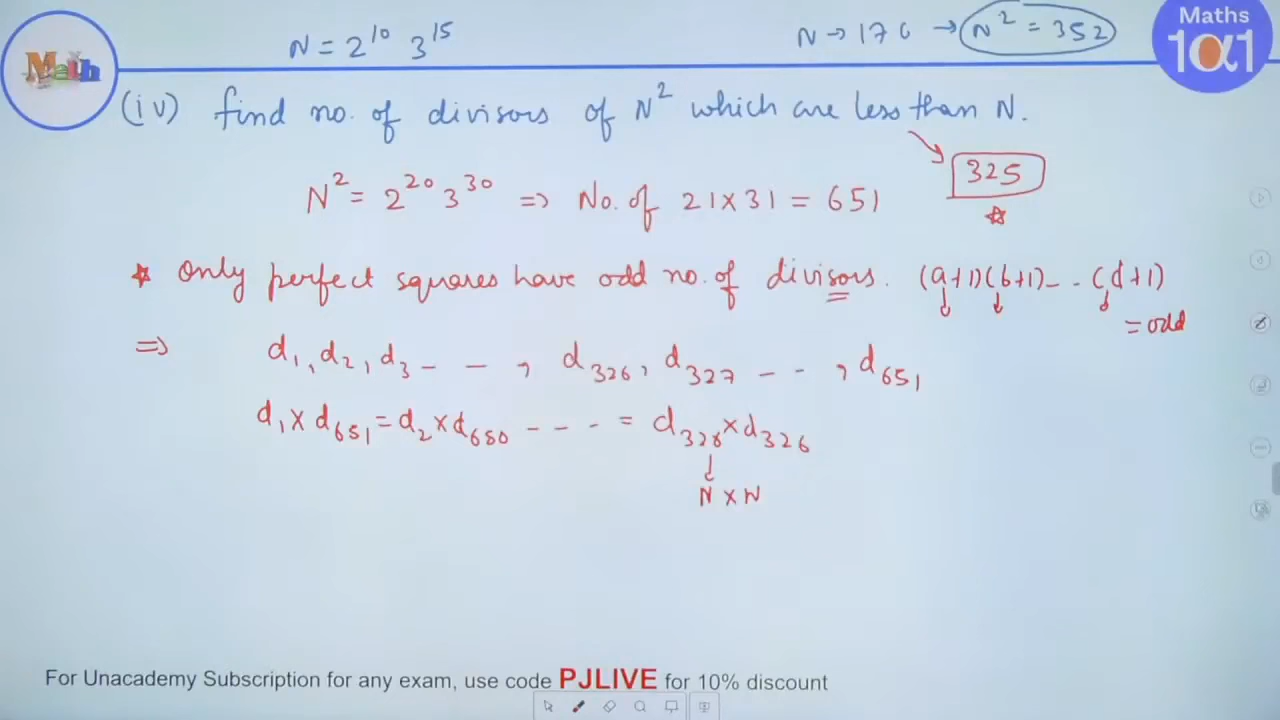 N = 2^10 3^15
N → 176 → N^2 = 352
Maths
1α1
Math
(iv) find no. of divisors of N^2 which are less than N.
325
N^2 = 2^20 3^30 ⇒ No. of 21 × 31 = 651
* Only perfect squares have odd no. of divisors. (a+1)(b+1)-- (d+1)
= odd
⇒ d1, d2, d3 - - , d326, d327 - - , d651
d1 × d651 = d2 × d650 - - - - = d326 × d326
N × N
For Unacademy Subscription for any exam, use code PJLIVE for 10% discount